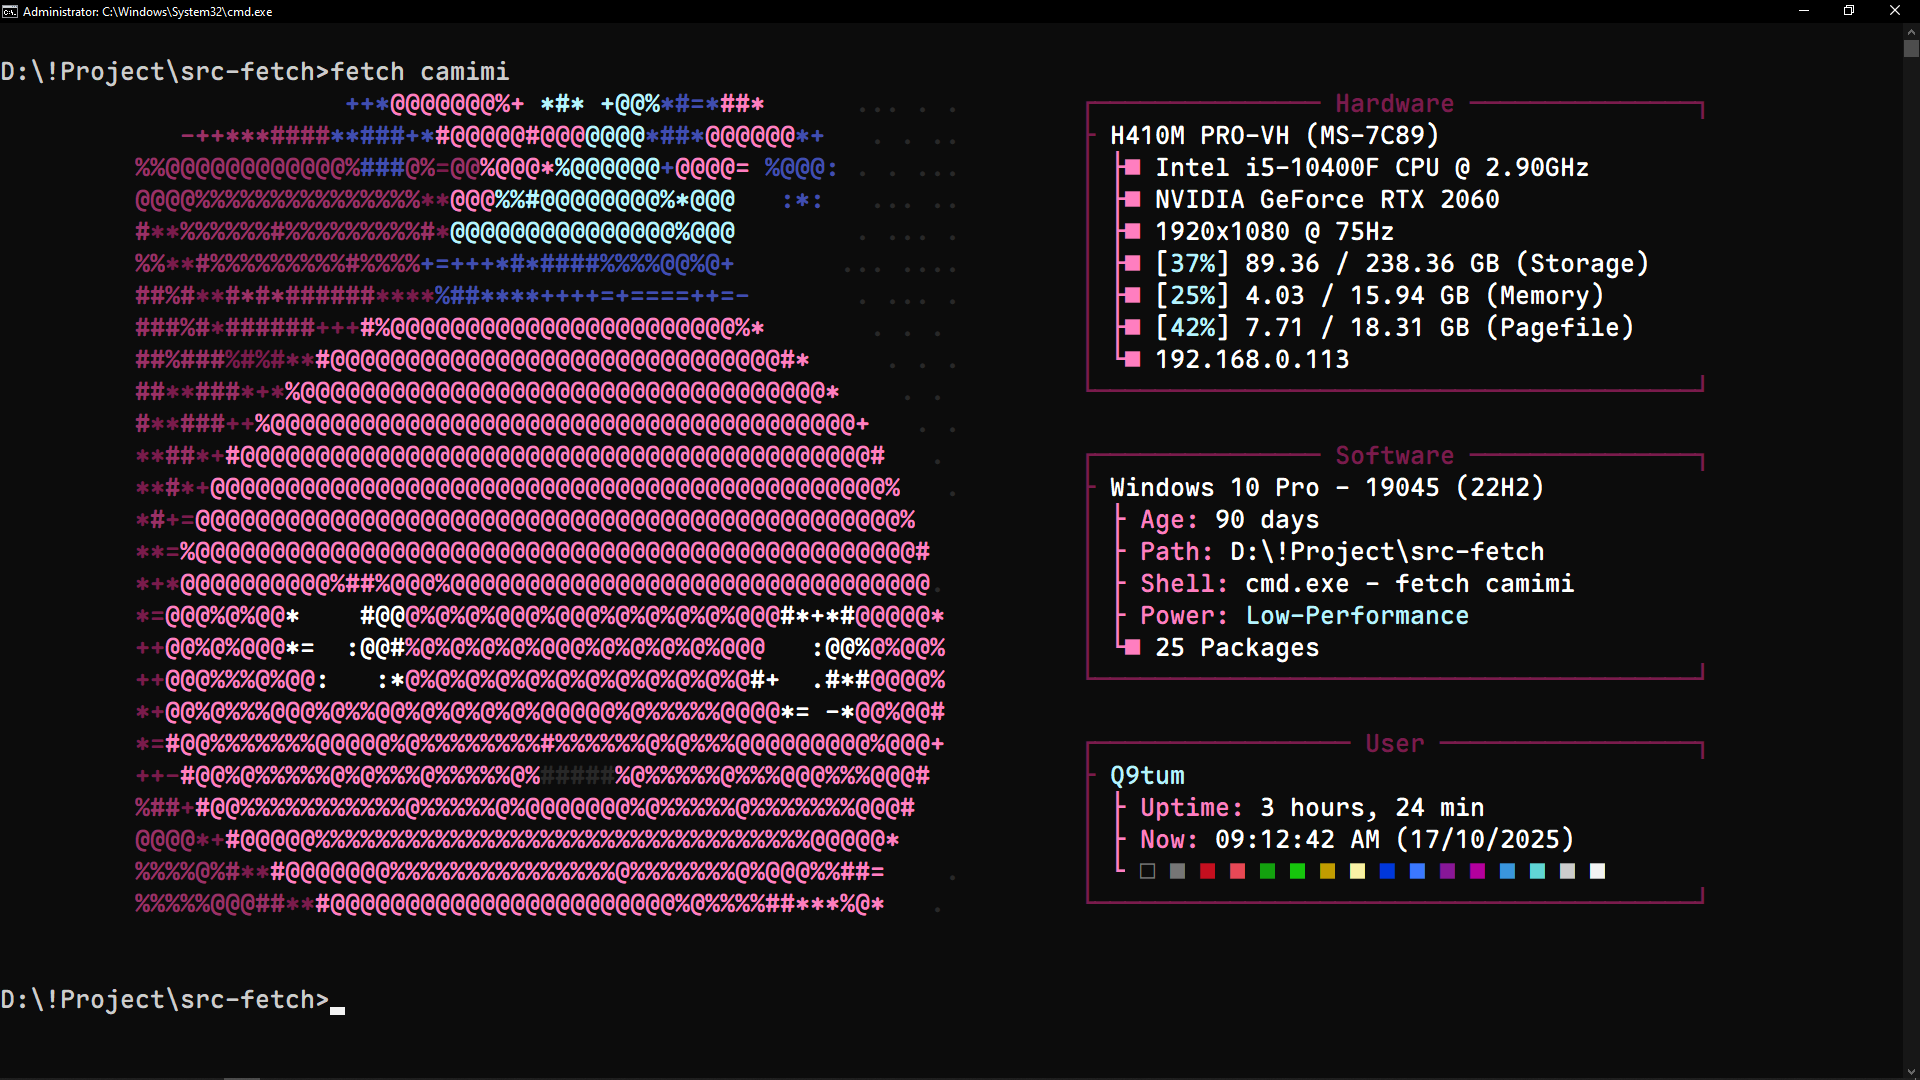 Administrator: C:\Windows\System32\cmd.exe
D:\!Project\src-fetch>fetch camimi
Hardware
H410M PRO-VH (MS-7C89)
Intel i5-10400F CPU @ 2.90GHz
NVIDIA GeForce RTX 2060
1920x1080 @ 75Hz
[37%] 89.36 / 238.36 GB (Storage)
[25%] 4.03 / 15.94 GB (Memory)
[42%] 7.71 / 18.31 GB (Pagefile)
192.168.0.113
Software
Windows 10 Pro - 19045 (22H2)
Age: 90 days
Path: D:\!Project\src-fetch
Shell: cmd.exe - fetch camimi
Power: Low-Performance
25 Packages
User
Q9tum
Uptime: 3 hours, 24 min
Now: 09:12:42 AM (17/10/2025)
D:\!Project\src-fetch>